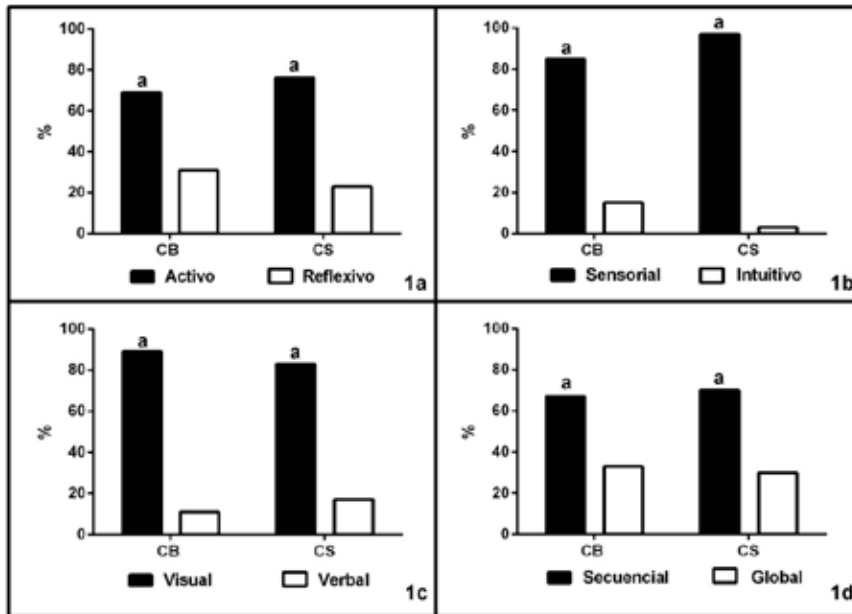 100
80
60
40
20
0
%
a
a
CB
CS
Activo
Reflexivo
1a
100
80
60
40
20
0
%
a
a
CB
CS
Sensorial
Intuitivo
1b
100
80
60
40
20
0
%
a
a
CB
CS
Visual
Verbal
1c
100
80
60
40
20
0
%
a
a
CB
CS
Secuencial
Global
1d